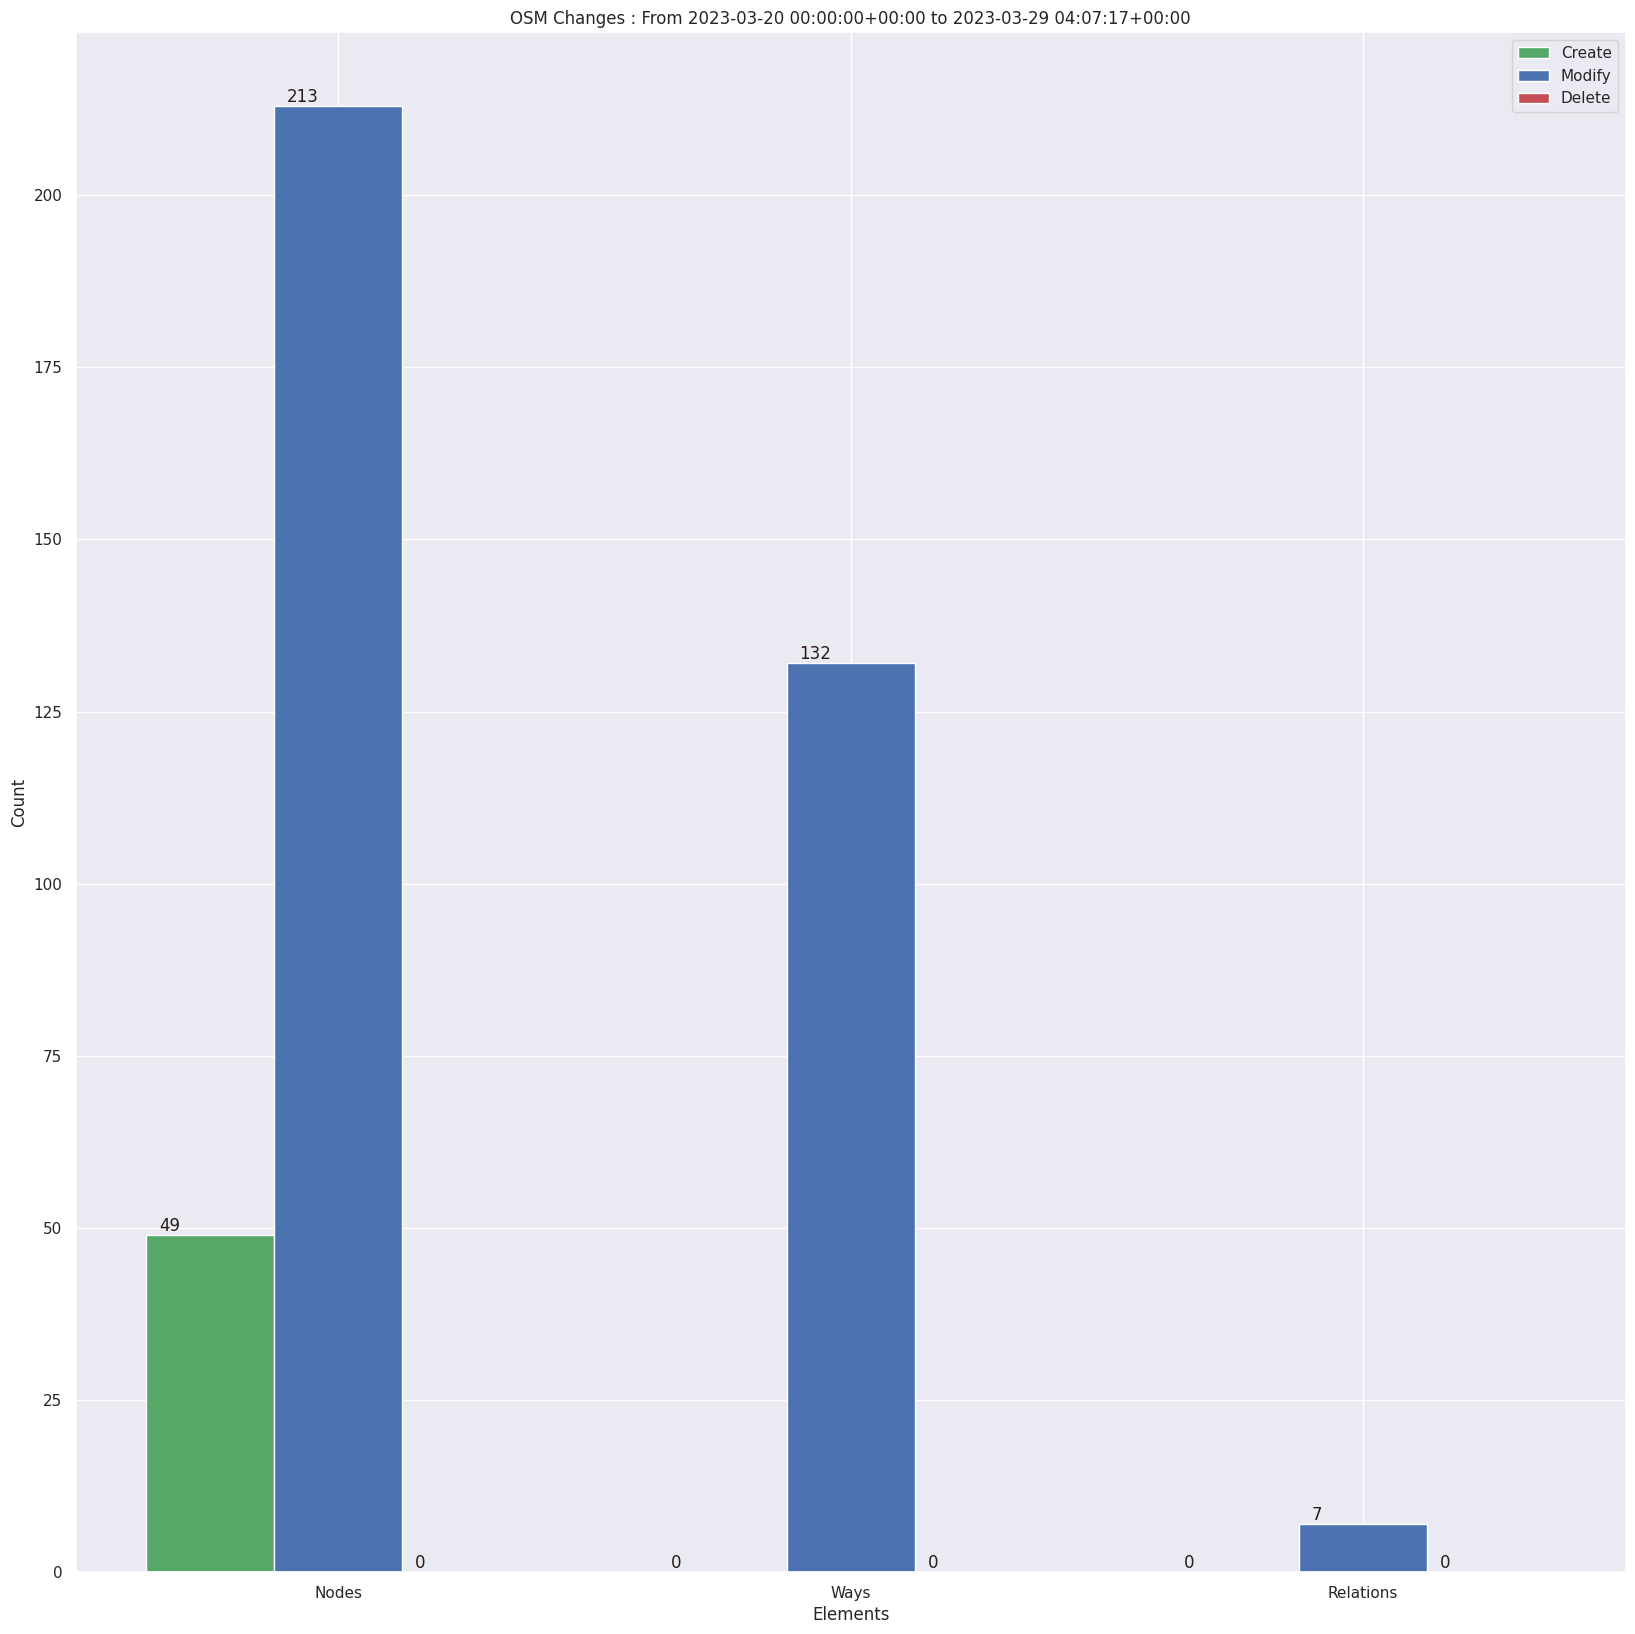 OSM Changes : From 2023-03-20 00:00:00+00:00 to 2023-03-29 04:07:17+00:00
Create
Modify
Delete
213
200
175
150
132
125
Count
100
75
50
49
25
7
0
0
0
0
0
0
Nodes
Ways
Relations
Elements